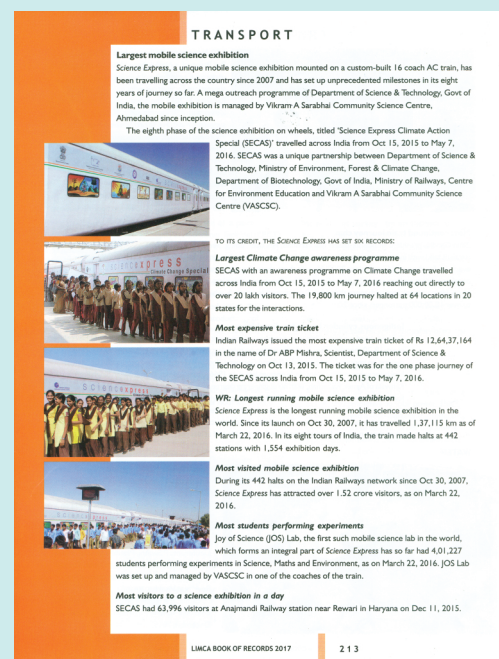 TRANSPORT
Largest mobile science exhibition
Science Express, a unique mobile science exhibition mounted on a custom-built 16 coach AC train, has
been travelling across the country since 2007 and has set up unprecedented milestones in its eight
years of journey so far. A mega outreach programme of Department of Science & Technology, Govt of
India, the mobile exhibition is managed by Vikram A Sarabhai Community Science Centre,
Ahmedabad since inception.
The eighth phase of the science exhibition on wheels, titled 'Science Express Climate Action
Special (SECAS)' travelled across India from Oct 15, 2015 to May 7,
2016. SECAS was a unique partnership between Department of Science &
Technology, Ministry of Environment, Forest & Climate Change,
Department of Biotechnology, Govt of India, Ministry of Railways, Centre
for Environment Education and Vikram A Sarabhai Community Science
Centre (VASCSC).
TO ITS CREDIT, THE SCIENCE EXPRESS HAS SET SIX RECORDS:
Largest Climate Change awareness programme
SECAS with an awareness programme on Climate Change travelled
across India from Oct 15, 2015 to May 7, 2016 reaching out directly to
over 20 lakh visitors. The 19,800 km journey halted at 64 locations in 20
states for the interactions.
Most expensive train ticket
Indian Railways issued the most expensive train ticket of Rs 12,64,37,164
in the name of Dr ABP Mishra, Scientist, Department of Science &
Technology on Oct 13, 2015. The ticket was for the one phase journey of
the SECAS across India from Oct 15, 2015 to May 7, 2016.
WR: Longest running mobile science exhibition
Science Express is the longest running mobile science exhibition in the
world. Since its launch on Oct 30, 2007, it has travelled 1,37,115 km as of
March 22, 2016. In its eight tours of India, the train made halts at 442
stations with 1,554 exhibition days.
Most visited mobile science exhibition
During its 442 halts on the Indian Railways network since Oct 30, 2007,
Science Express has attracted over 1.52 crore visitors, as on March 22,
2016.
Most students performing experiments
Joy of Science (JOS) Lab, the first such mobile science lab in the world,
which forms an integral part of Science Express has so far had 4,01,227
students performing experiments in Science, Maths and Environment, as on March 22, 2016. JOS Lab
was set up and managed by VASCSC in one of the coaches of the train.
Most visitors to a science exhibition in a day
SECAS had 63,996 visitors at Anajmandi Railway station near Rewari in Haryana on Dec 11, 2015.
scienceexpress
Climate Change Special
scienceexpress
LIMCA BOOK OF RECORDS 2017
213